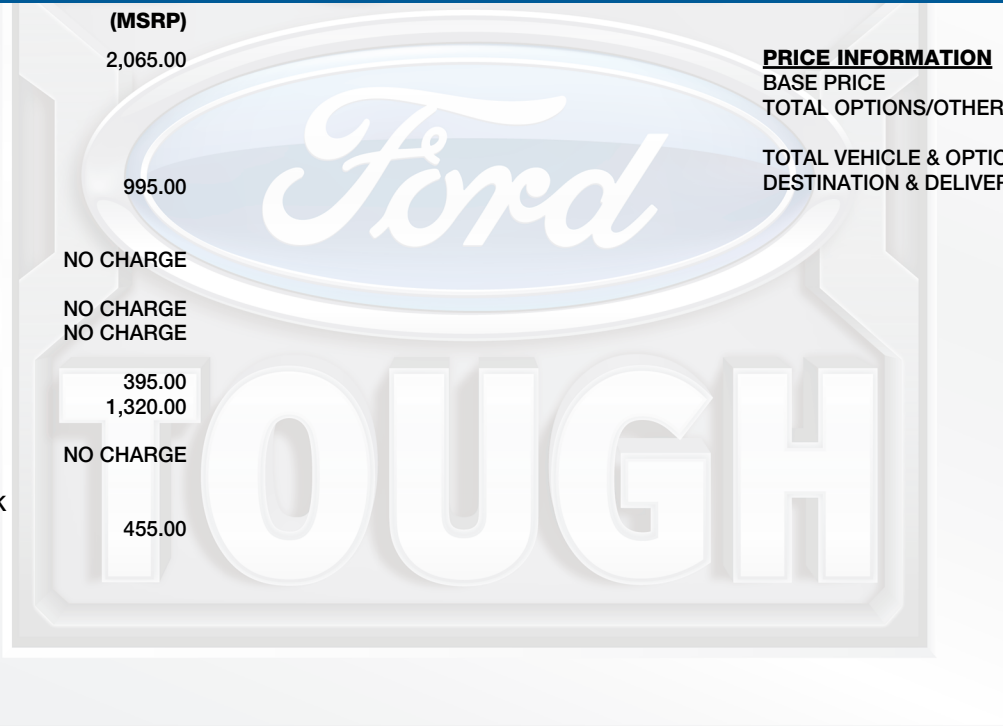 (MSRP)
2,065.00
995.00
NO CHARGE
NO CHARGE
NO CHARGE
395.00
1,320.00
NO CHARGE
K
455.00
PRICE INFORMATION
BASE PRICE
TOTAL OPTIONS/OTHER
TOTAL VEHICLE & OPTIO
DESTINATION & DELIVER
Ford
TOUGH